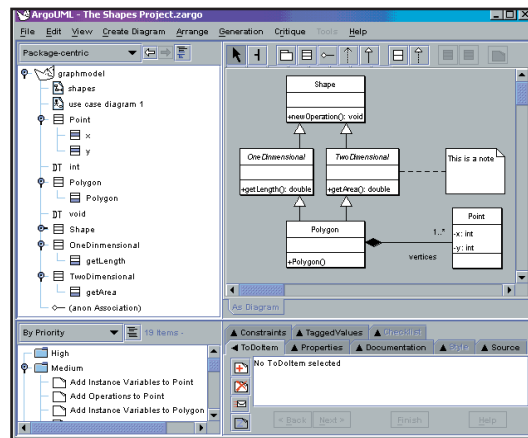 ArgoUML - The Shapes Project.zargo
File Edit View Create Diagram Arrange Generation Critique Tools Help
Package-centric
graphmodel
shapes
use case diagram 1
Point
x
y
DT int
Polygon
Polygon
DT void
Shape
OneDinmensional
getLength
TwoDimensional
getArea
(anon Association)
Shape
+newOperation(): void
OneDinmensional
+getLength(): double
TwoDimensional
+getArea(): double
This is a note
Polygon
+Polygon()
1..*
vertices
Point
-x: int
-y: int
As Diagram
By Priority
19 Items -
High
Medium
Add Instance Variables to Point
Add Operations to Point
Add Instance Variables to Polygon
Constraints TaggedValues Checklist
ToDoItem Properties Documentation Style Source
No ToDoItem selected
< Back Next > Finish Help